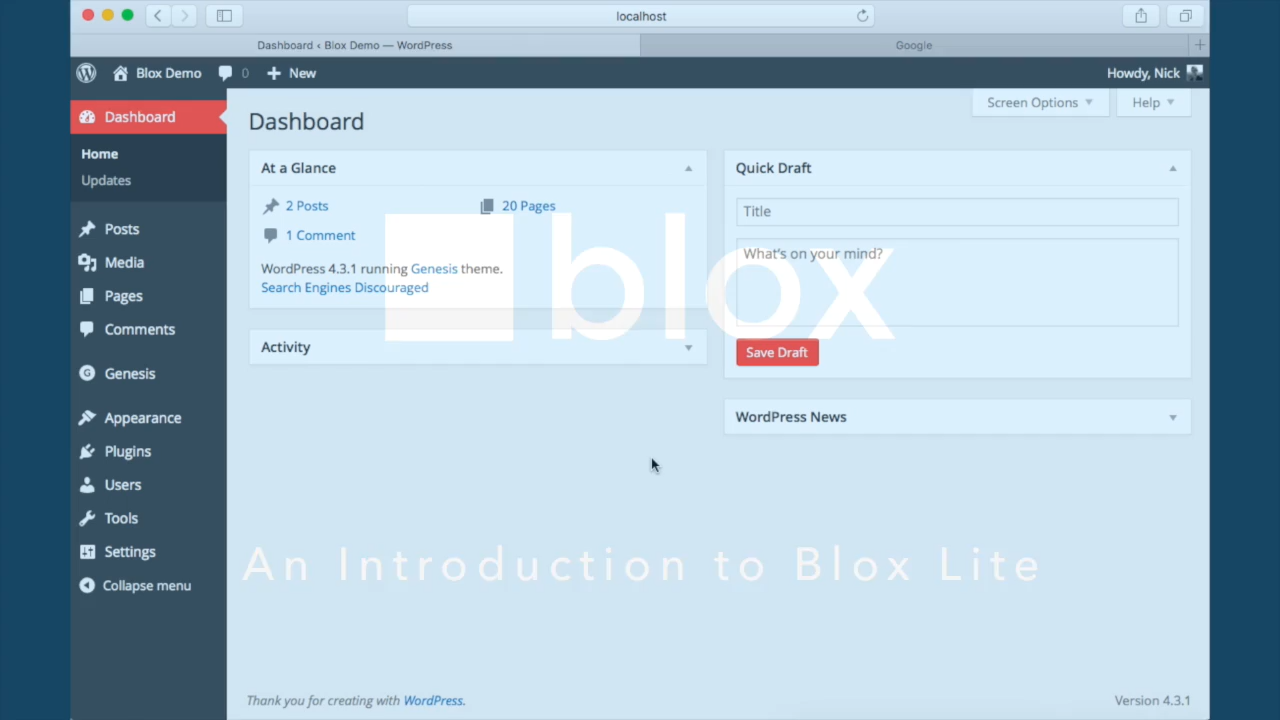 localhost
Dashboard ‹ Blox Demo — WordPress
Google
Blox Demo
0
New
Howdy, Nick
Dashboard
Home
Updates
Posts
Media
Pages
Comments
Genesis
Appearance
Plugins
Users
Tools
Settings
Collapse menu
Screen Options
Help
Dashboard
At a Glance
2 Posts
20 Pages
1 Comment
WordPress 4.3.1 running Genesis theme.
Search Engines Discouraged
Activity
Quick Draft
Title
What's on your mind?
Save Draft
WordPress News
blox
An Introduction to Blox Lite
Thank you for creating with WordPress.
Version 4.3.1